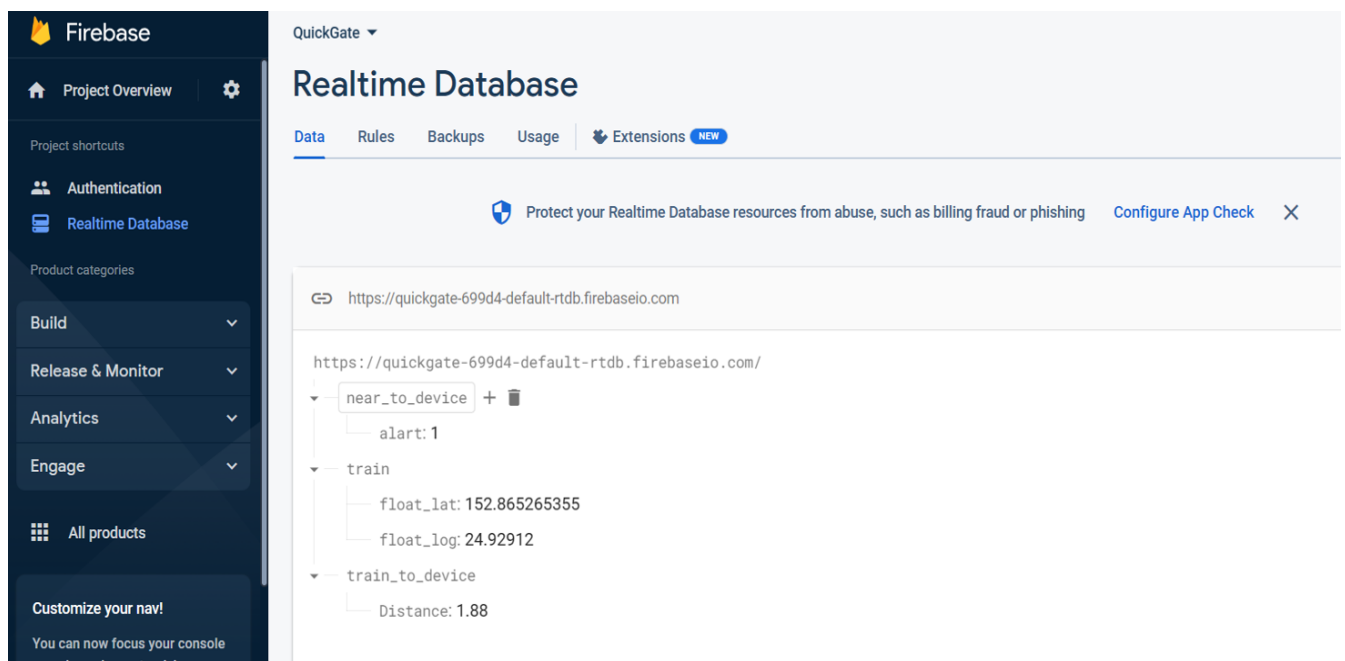 Firebase
Project Overview
Project shortcuts
Authentication
Realtime Database
Product categories
Build
Release & Monitor
Analytics
Engage
All products
Customize your nav!
You can now focus your console
QuickGate
Realtime Database
Data Rules Backups Usage Extensions NEW
Protect your Realtime Database resources from abuse, such as billing fraud or phishing Configure App Check
https://quickgate-699d4-default-rtdb.firebaseio.com
https://quickgate-699d4-default-rtdb.firebaseio.com/
near_to_device
alart: 1
train
float_lat: 152.865265355
float_log: 24.92912
train_to_device
Distance: 1.88